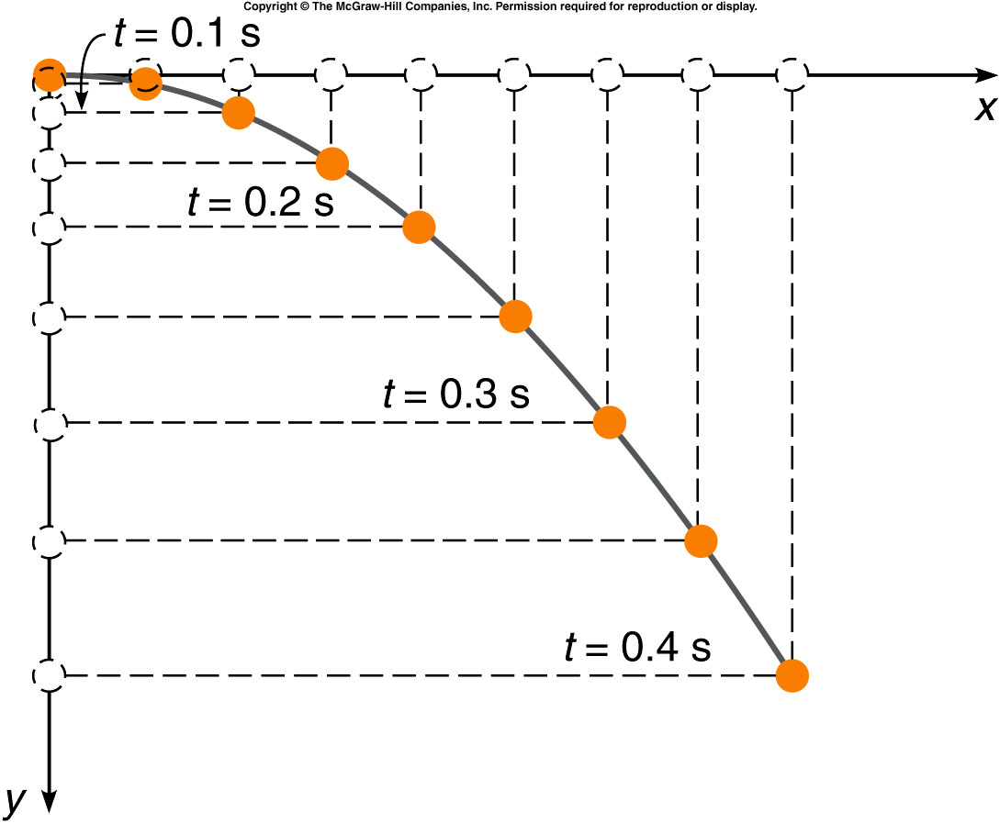 Copyright © The McGraw-Hill Companies, Inc. Permission required for reproduction or display.
t = 0.1 s
x
t = 0.2 s
t = 0.3 s
t = 0.4 s
y